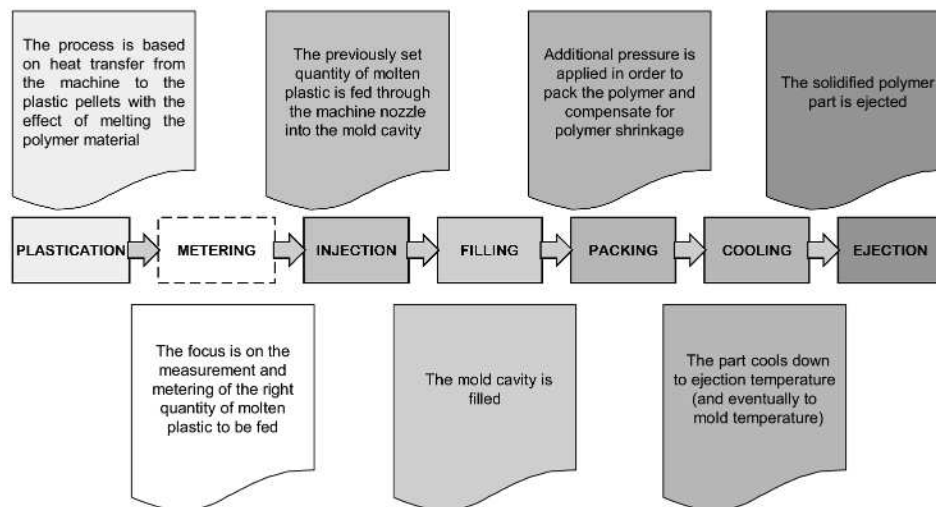 The process is based
on heat transfer from
the machine to the
plastic pellets with the
effect of melting the
polymer material
The previously set
quantity of molten
plastic is fed through
the machine nozzle
into the mold cavity
Additional pressure is
applied in order to
pack the polymer and
compensate for
polymer shrinkage
The solidified polymer
part is ejected
PLASTICATION
METERING
INJECTION
FILLING
PACKING
COOLING
EJECTION
The focus is on the
measurement and
metering of the right
quantity of molten
plastic to be fed
The mold cavity is
filled
The part cools down
to ejection temperature
(and eventually to
mold temperature)